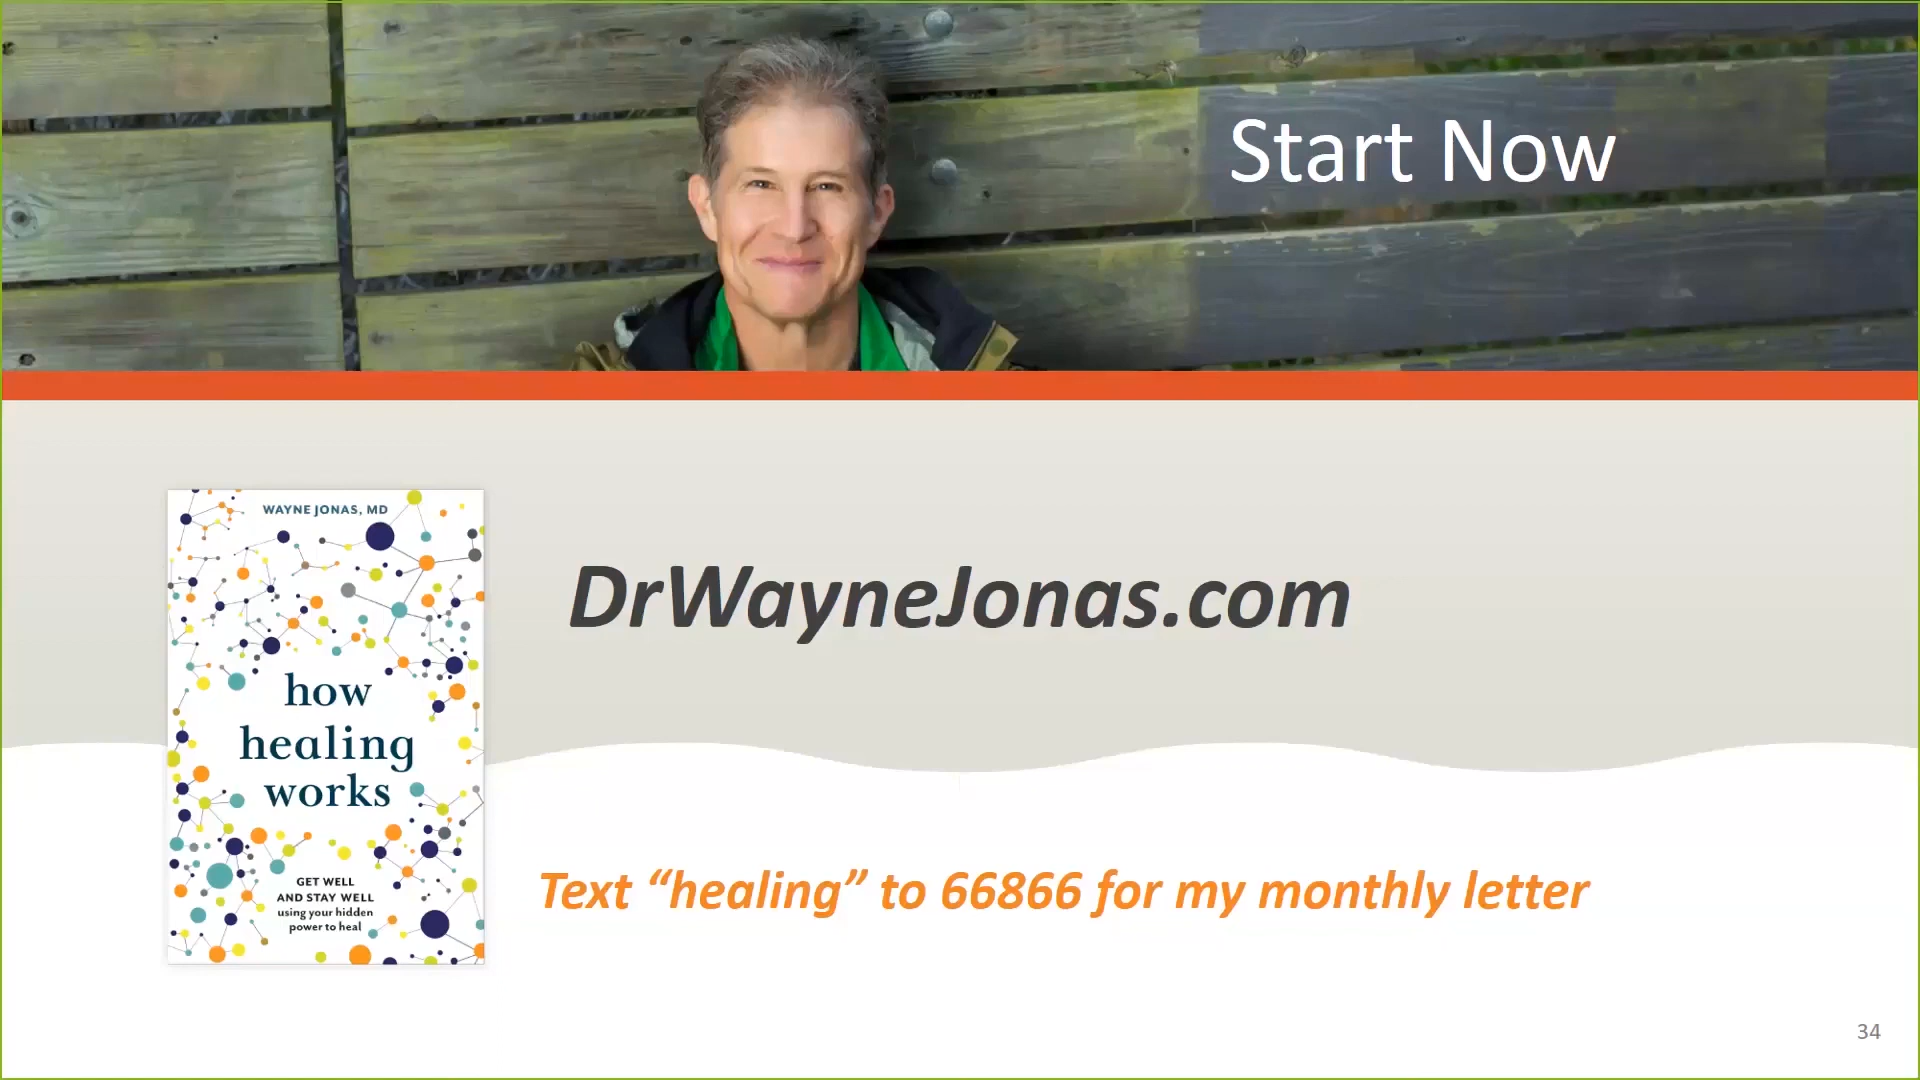 Start Now
WAYNE JONAS, MD
how
healing
works
GET WELL
AND STAY WELL
using your hidden
power to heal
DrWayneJonas.com
Text “healing” to 66866 for my monthly letter
34